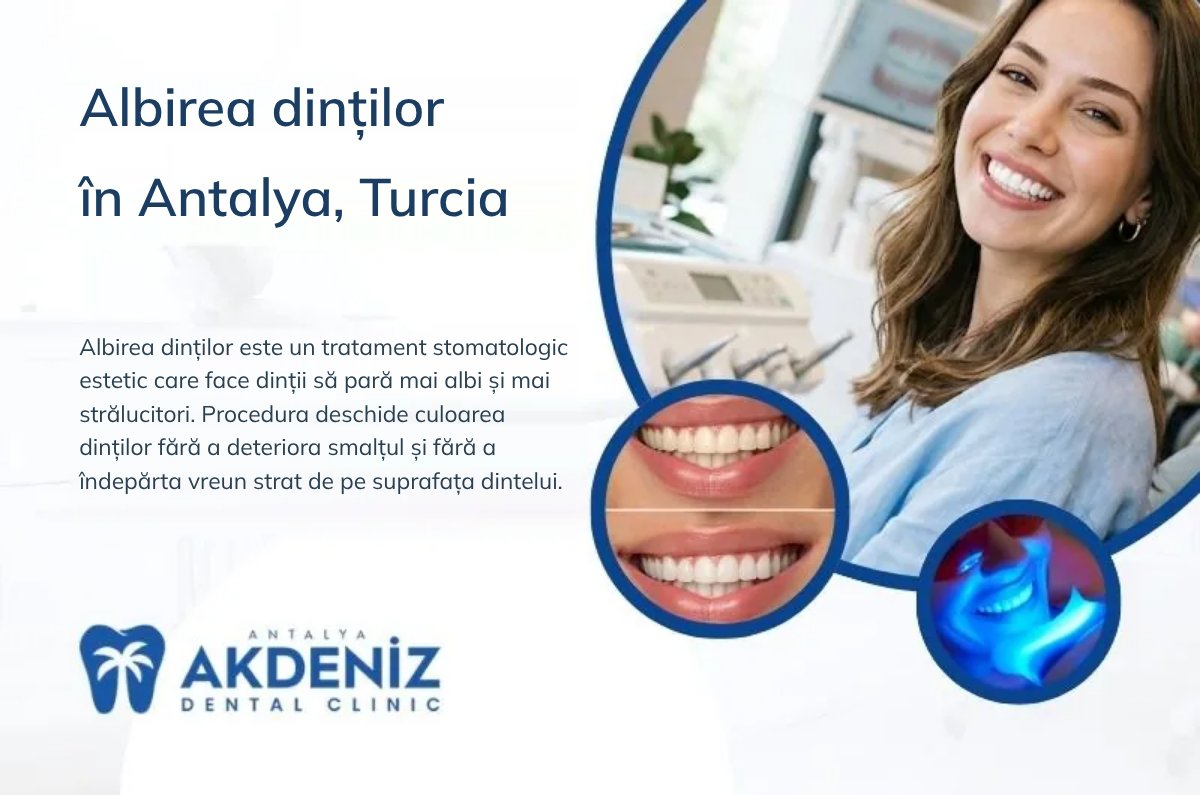 Albirea dinților
în Antalya, Turcia
Albirea dinților este un tratament stomatologic
estetic care face dinții să pară mai albi și mai
strălucitori. Procedura deschide culoarea
dinților fără a deteriora smalțul și fără a
îndepărta vreun strat de pe suprafața dintelui.
ANTALYA
AKDENİZ
DENTAL CLINIC